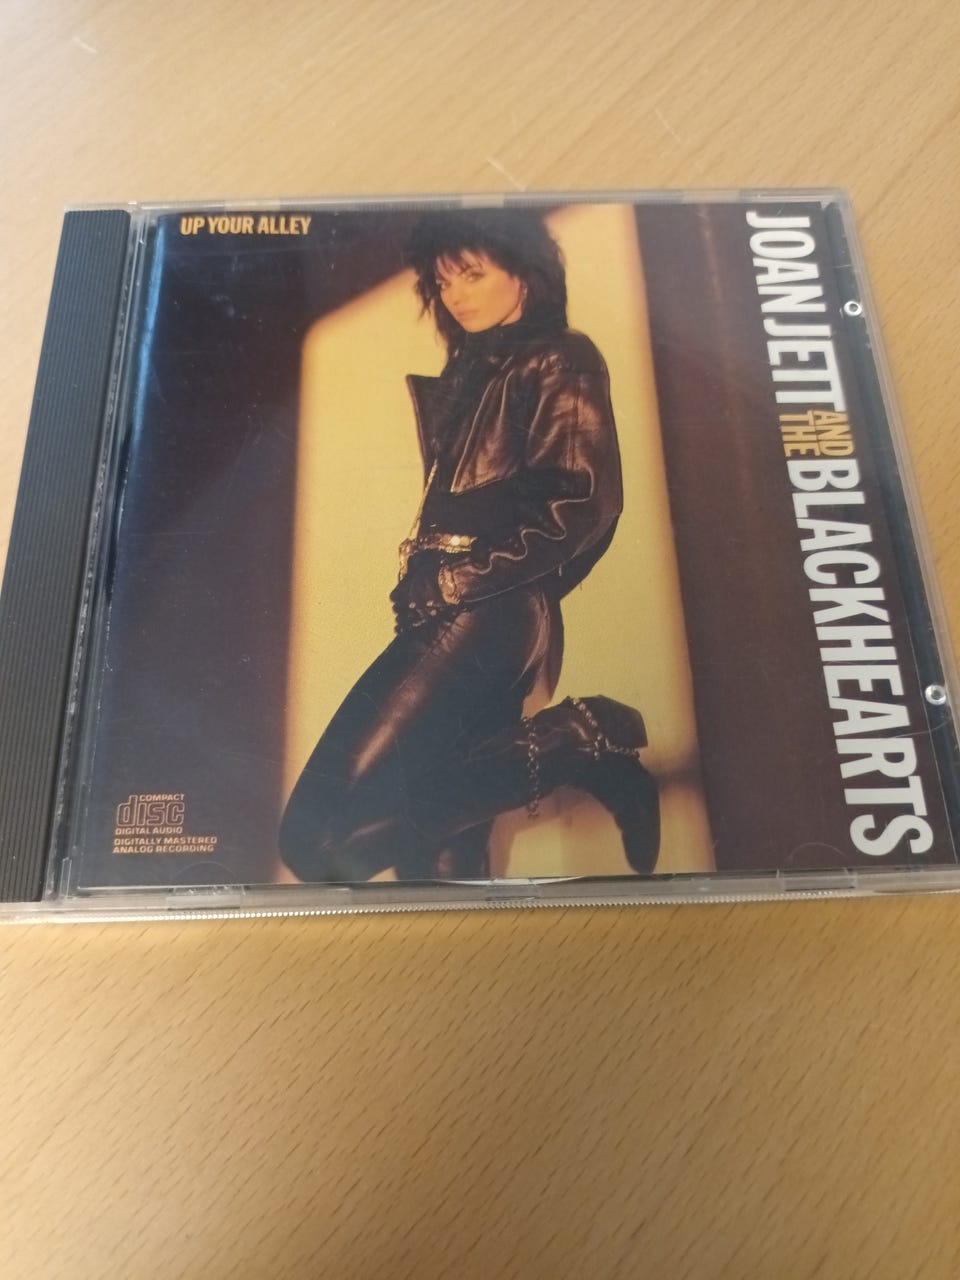 UP YOUR ALLEY
JOAN JETT AND THE BLACKHEARTS
COMPACT
disc
DIGITAL AUDIO
DIGITALLY MASTERED
ANALOG RECORDING